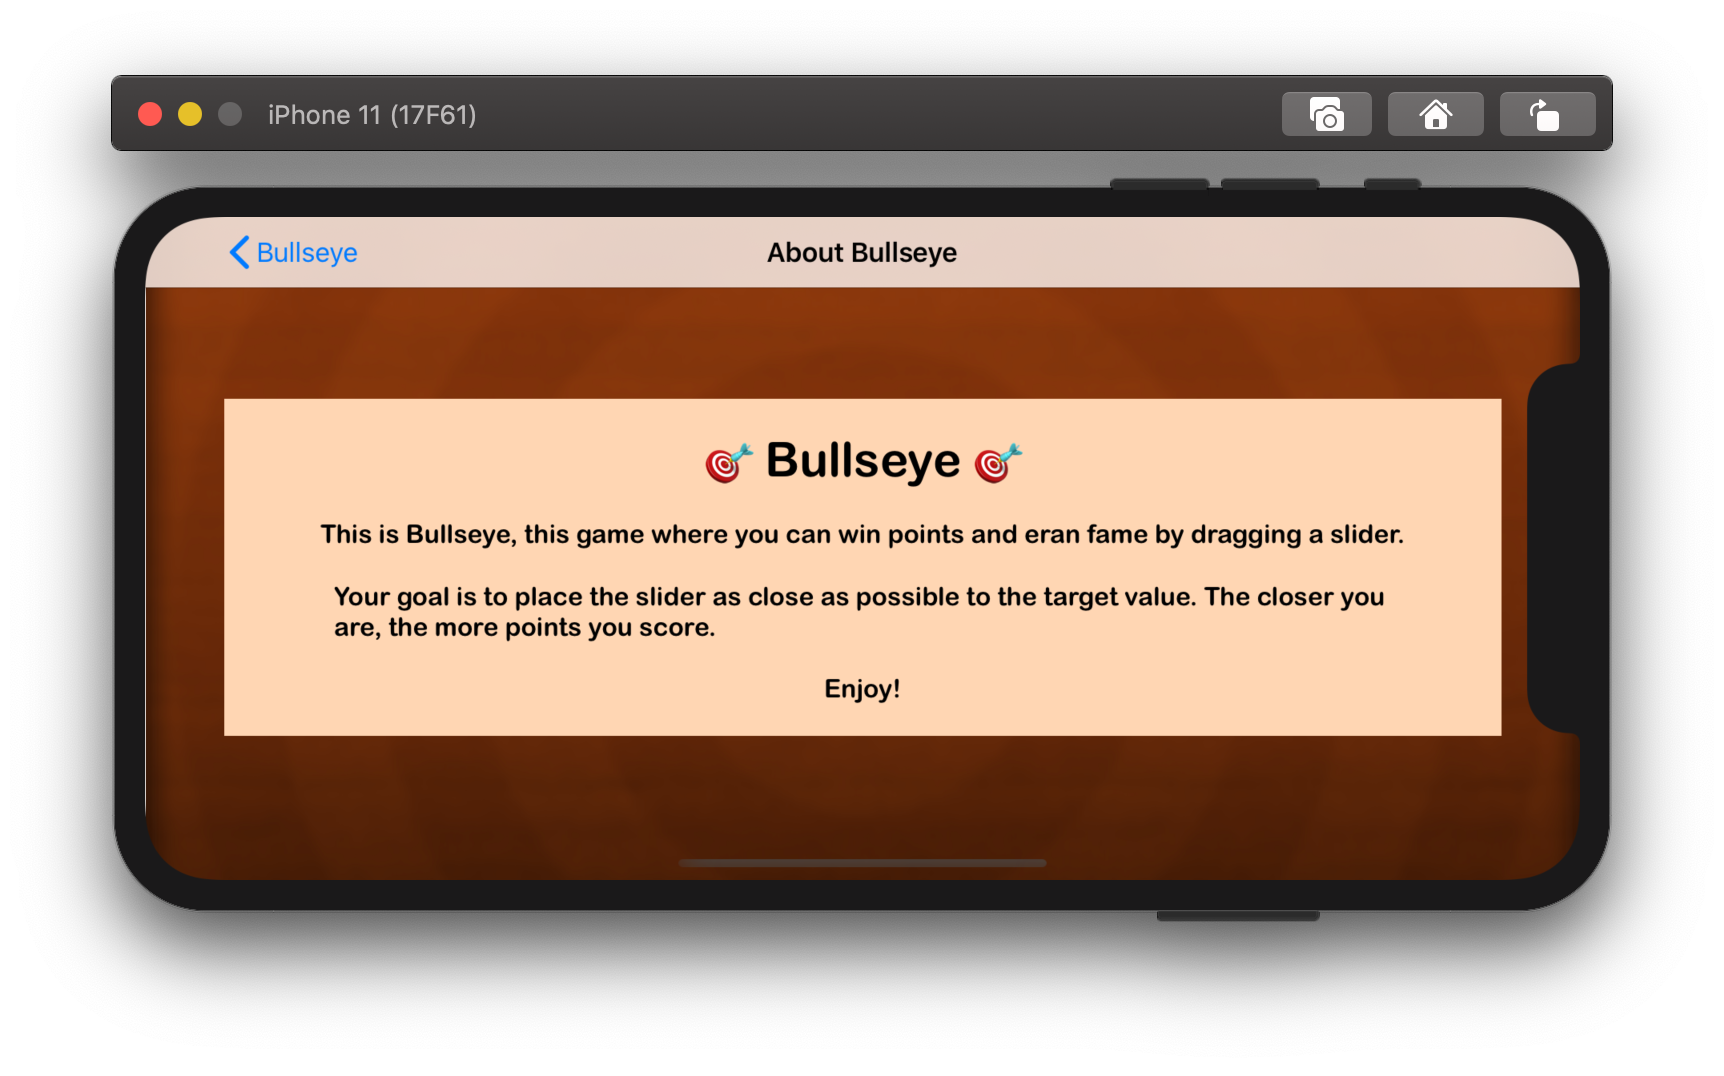 iPhone 11 (17F61)
Bullseye
About Bullseye
🎯 Bullseye 🎯
This is Bullseye, this game where you can win points and eran fame by dragging a slider.
Your goal is to place the slider as close as possible to the target value. The closer you
are, the more points you score.
Enjoy!